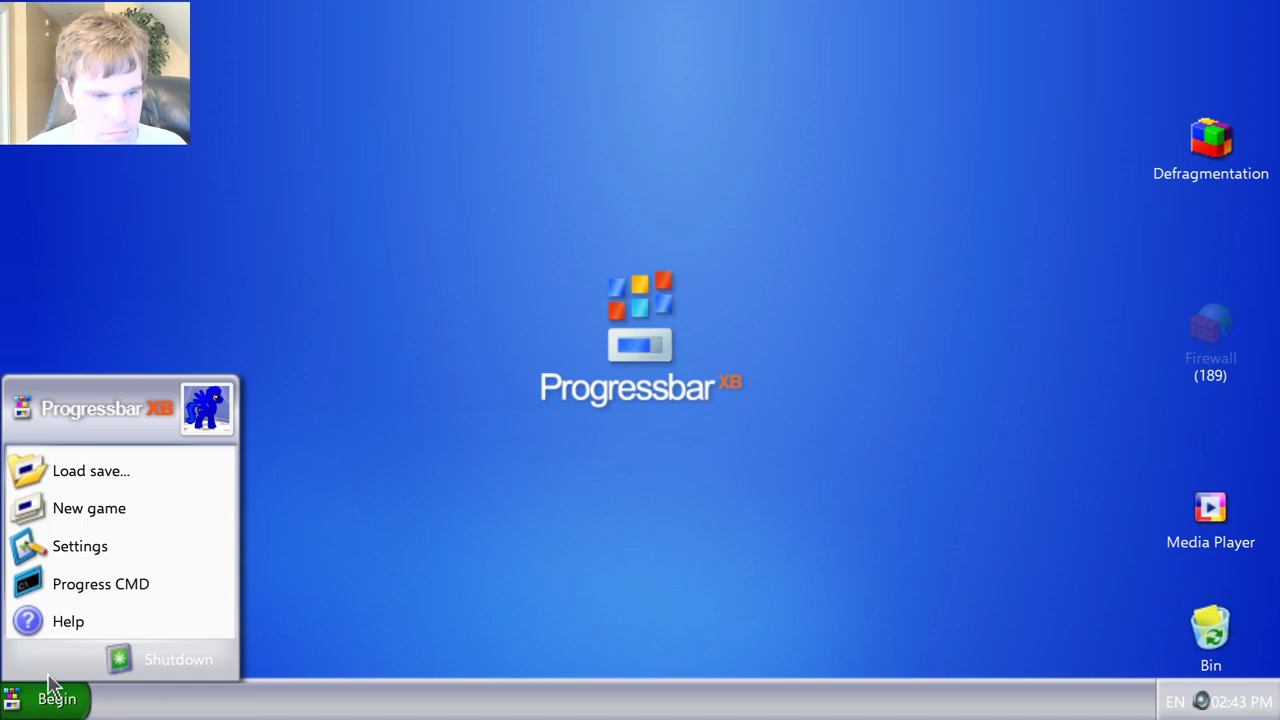 Defragmentation
Firewall
(189)
Progressbar XB
Progressbar XB
Load save...
New game
Settings
Progress CMD
Help
Shutdown
Media Player
Bin
Begin
EN 02:43 PM